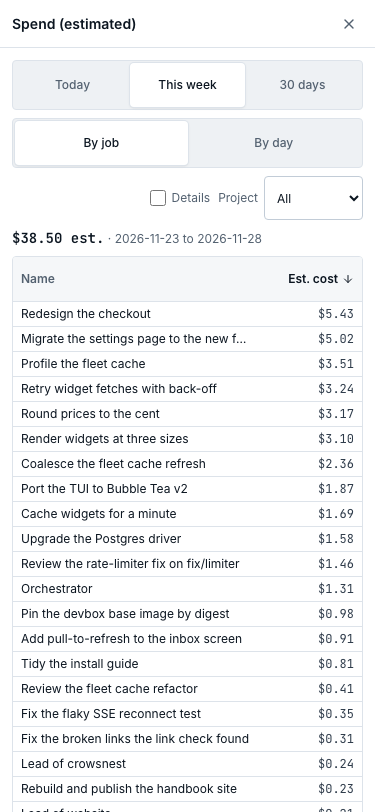 Spend (estimated)
Today
This week
30 days
By job
By day
Details
Project
All
$38.50 est. · 2026-11-23 to 2026-11-28
Name
Est. cost ↓
Redesign the checkout $5.43
Migrate the settings page to the new f... $5.02
Profile the fleet cache $3.51
Retry widget fetches with back-off $3.24
Round prices to the cent $3.17
Render widgets at three sizes $3.10
Coalesce the fleet cache refresh $2.36
Port the TUI to Bubble Tea v2 $1.87
Cache widgets for a minute $1.69
Upgrade the Postgres driver $1.58
Review the rate-limiter fix on fix/limiter $1.46
Orchestrator $1.31
Pin the devbox base image by digest $0.98
Add pull-to-refresh to the inbox screen $0.91
Tidy the install guide $0.81
Review the fleet cache refactor $0.41
Fix the flaky SSE reconnect test $0.35
Fix the broken links the link check found $0.31
Lead of crowsnest $0.24
Rebuild and publish the handbook site $0.23